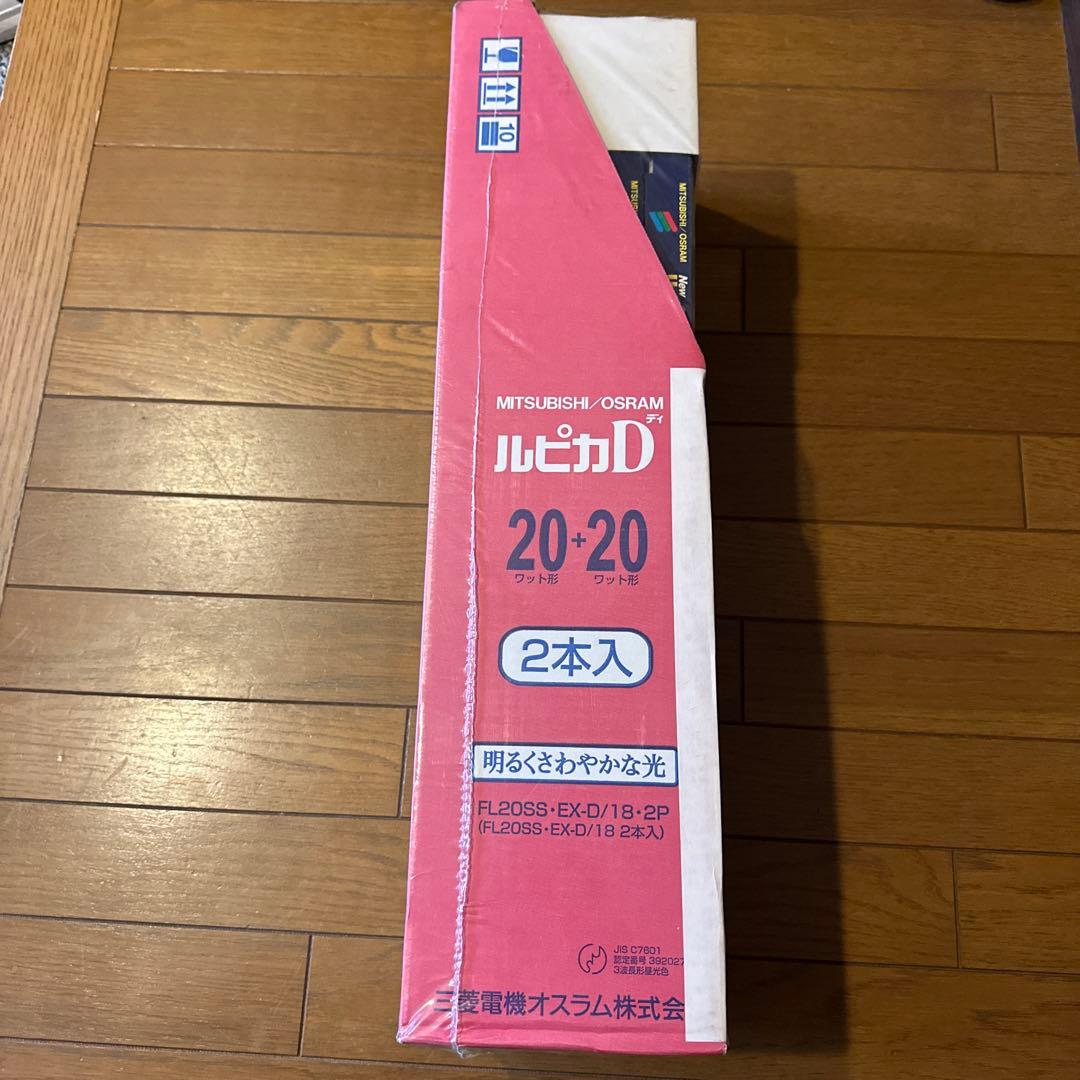 10
MITSUBISHI
MITSUBISHI / OSRAM
New
MITSUBISHI/OSRAM
ルピカD
ディ
20+20
ワット形 ワット形
2本入
明るくさわやかな光
FL20SS・EX-D/18・2P
(FL20SS・EX-D/18 2本入)
JIS C7601
認定番号 392027
3波長形昼光色
三菱電機オスラム株式会